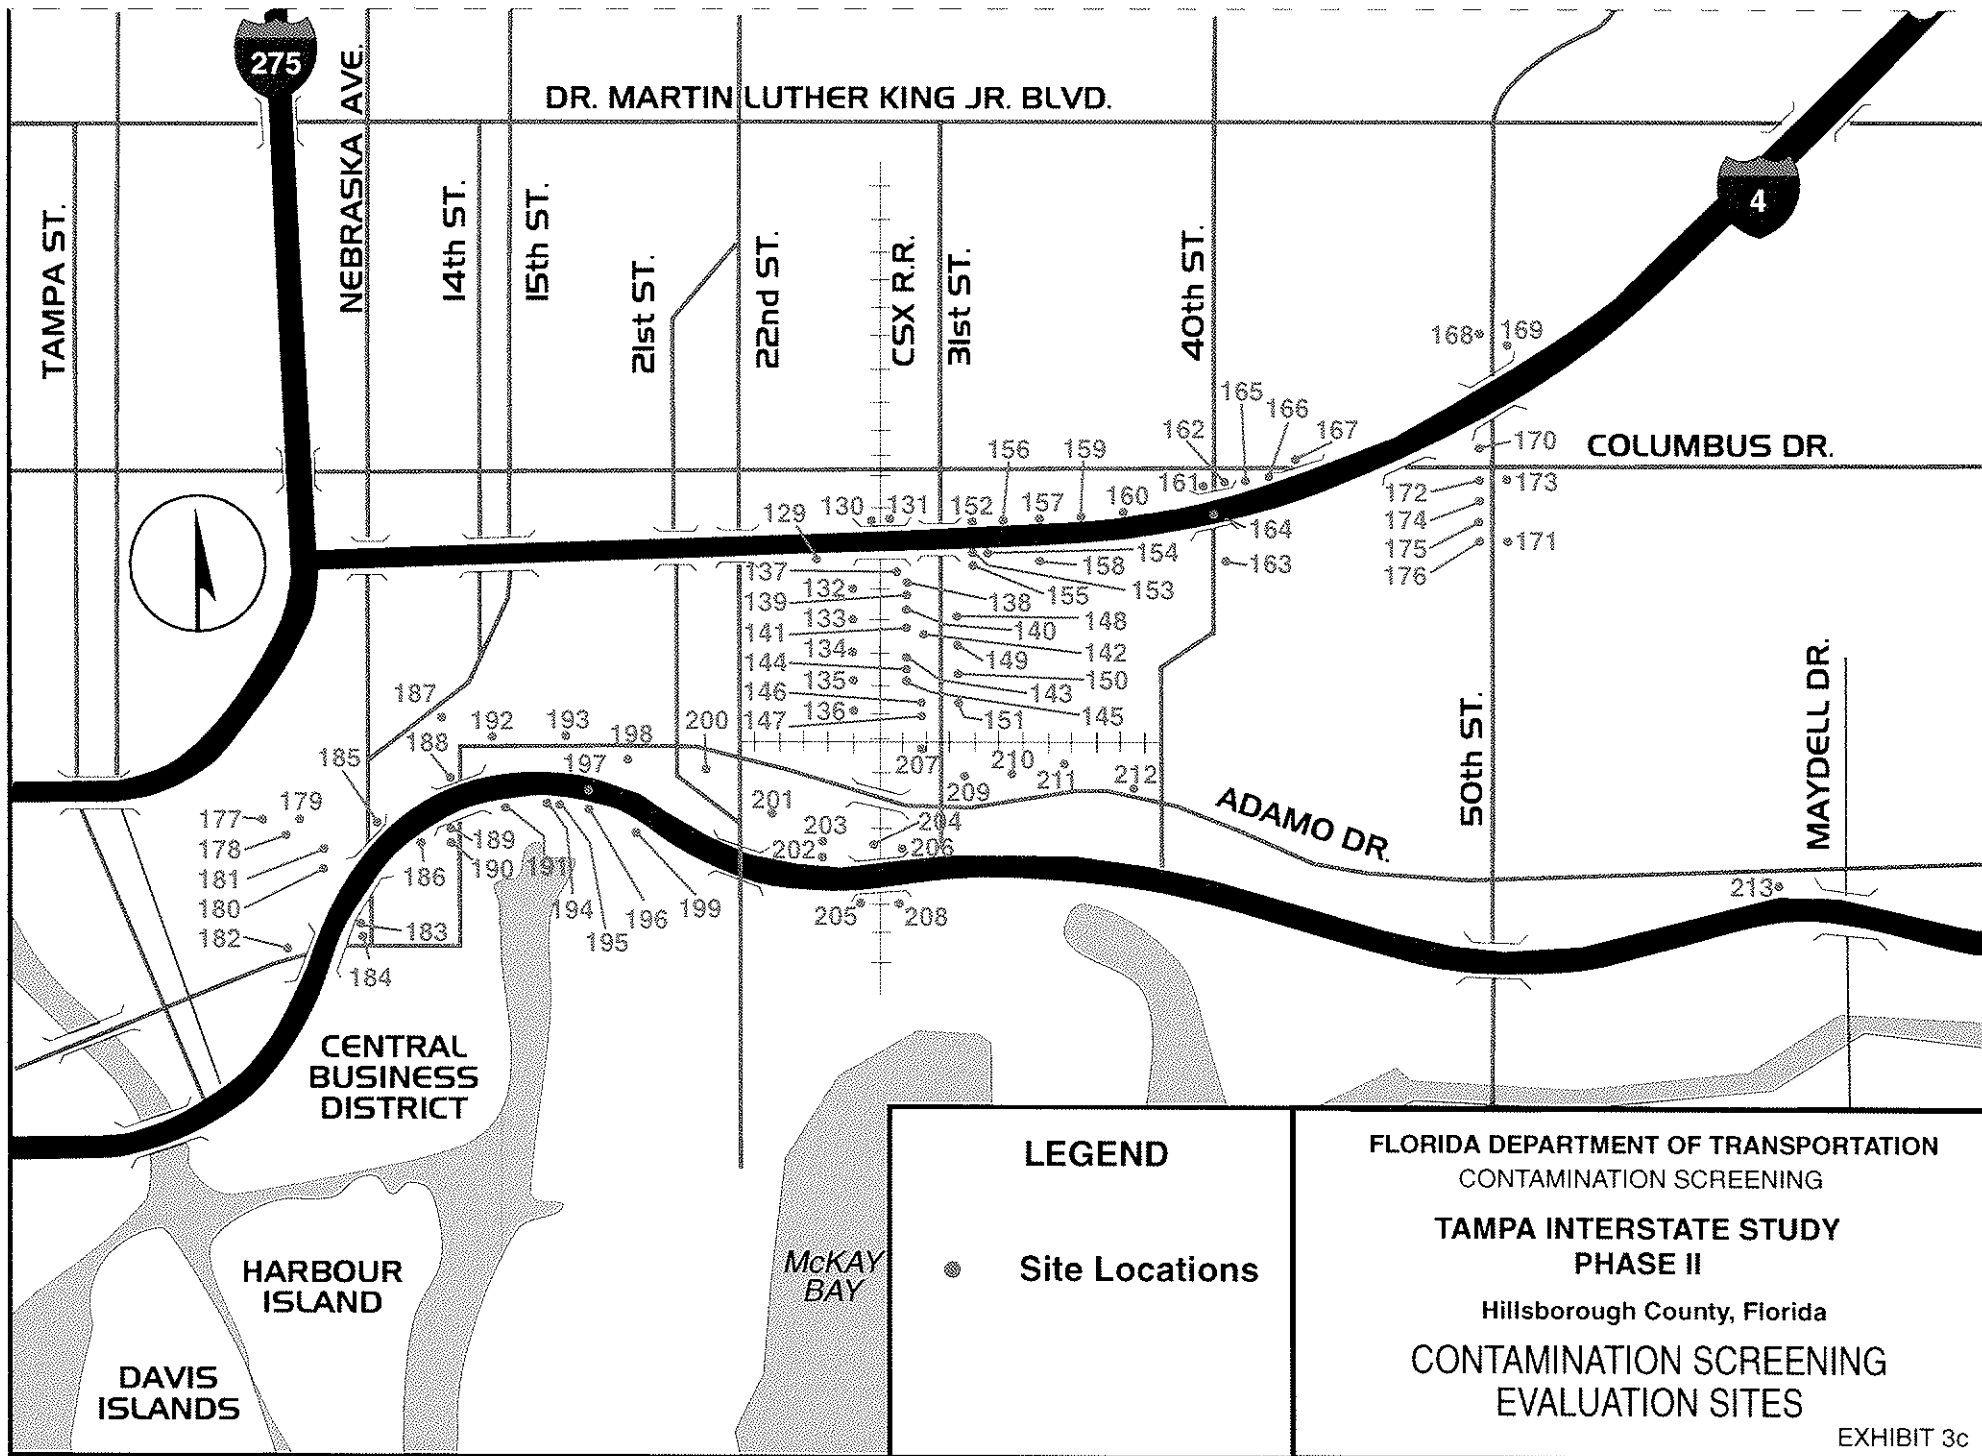 275
NEBRASKA AVE.
DR. MARTIN LUTHER KING JR. BLVD.
4
TAMPA ST.
14th ST.
15th ST.
21st ST.
22nd ST.
CSX R.R.
31st ST.
40th ST.
168
169
165
166
162
167
156
159
170
COLUMBUS DR.
161
172
173
130
131
152
157
160
129
164
174
154
175
171
137
158
163
176
132
153
139
138
155
133
148
141
140
134
142
144
149
135
150
143
146
187
136
151
145
147
192
193
198
200
188
185
197
207
210
211
212
209
50th ST.
MAYDELL DR.
ADAMO DR.
177
179
201
178
203
204
189
202
206
181
190
191
186
213
180
194
196
199
205
208
182
183
195
184
CENTRAL
BUSINESS
DISTRICT
HARBOUR
ISLAND
DAVIS
ISLANDS
McKAY
BAY
LEGEND
Site Locations
FLORIDA DEPARTMENT OF TRANSPORTATION
CONTAMINATION SCREENING
TAMPA INTERSTATE STUDY
PHASE II
Hillsborough County, Florida
CONTAMINATION SCREENING
EVALUATION SITES
EXHIBIT 3c